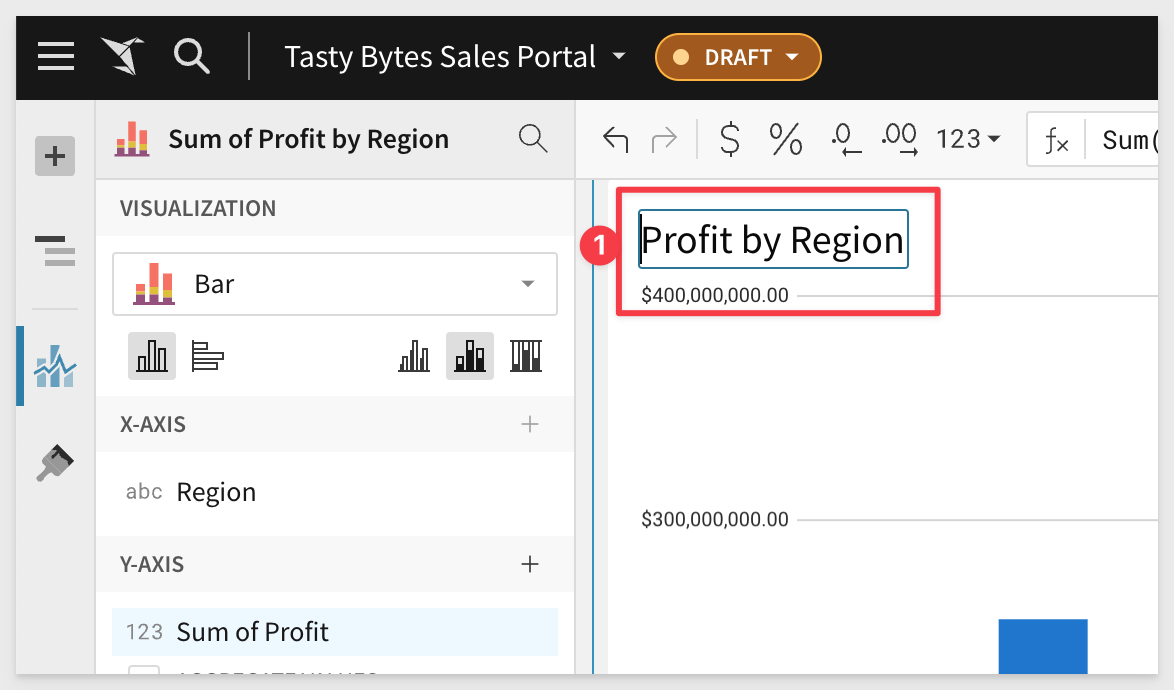 Tasty Bytes Sales Portal
DRAFT
Sum of Profit by Region
$ % .0 .00 123
fx Sum(
VISUALIZATION
1
Profit by Region
Bar
$400,000,000.00
X-AXIS
abc Region
$300,000,000.00
Y-AXIS
123 Sum of Profit